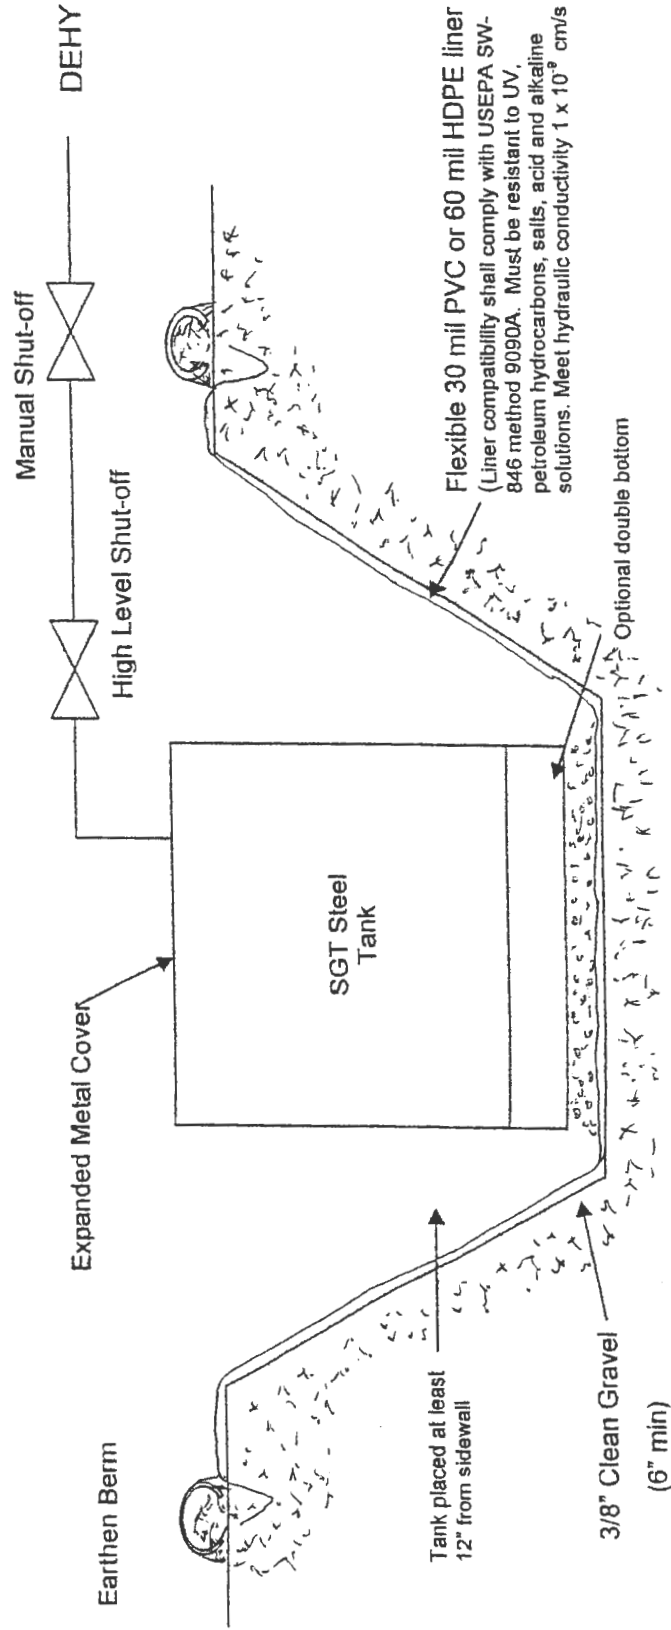 DEHY
Manual Shut-off
High Level Shut-off
Expanded Metal Cover
Earthen Berm
SGT Steel
Tank
Flexible 30 mil PVC or 60 mil HDPE liner
(Liner compatibility shall comply with USEPA SW-
846 method 9090A. Must be resistant to UV,
petroleum hydrocarbons, salts, acid and alkaline
solutions. Meet hydraulic conductivity 1 x 10⁻⁹ cm/s
Optional double bottom
Tank placed at least
12" from sidewall
3/8" Clean Gravel
(6" min)